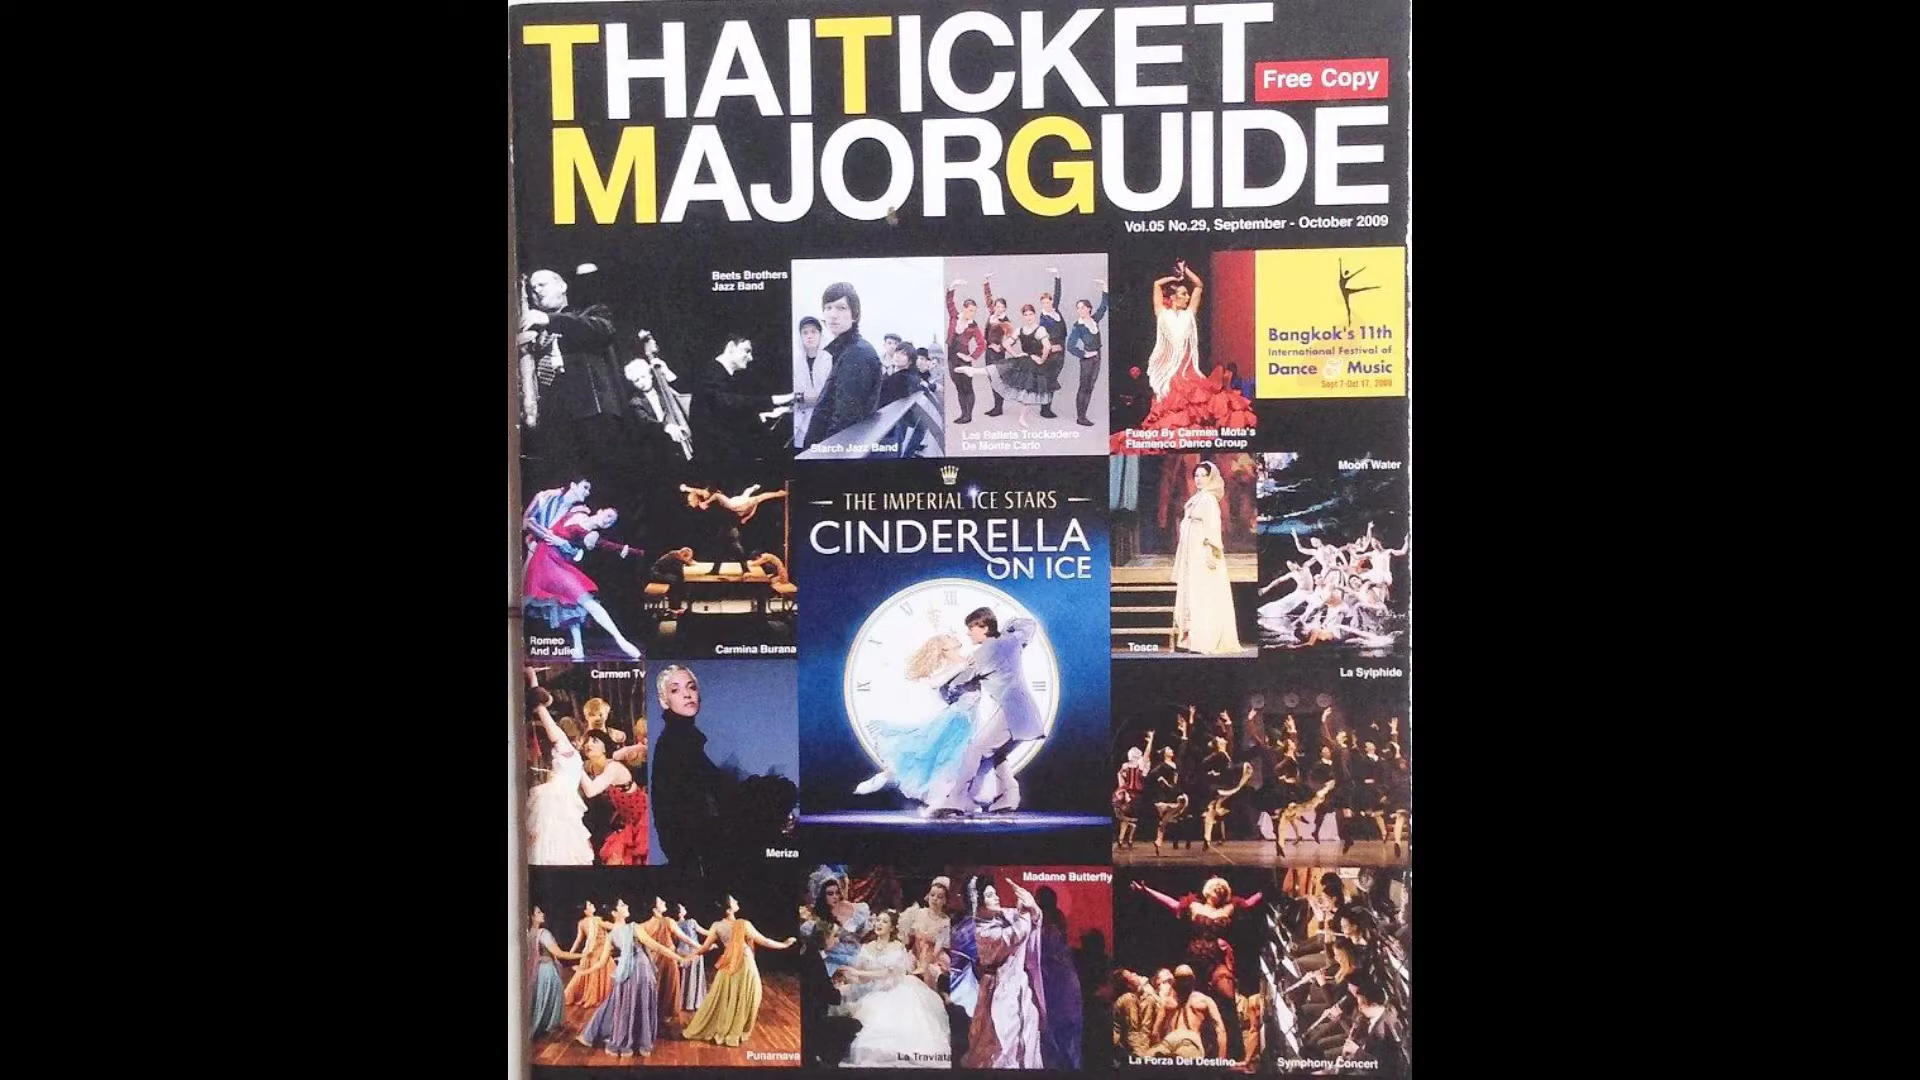 THAITICKET
Free Copy
MAJORGUIDE
Vol.05 No.29, September - October 2009
Beets Brothers
Jazz Band
Starch Jazz Band
Les Ballets Trockadero
De Monte Carlo
Fuego By Carmen Mota's
Flamenco Dance Group
Bangkok's 11th
International Festival of
Dance & Music
Sept 7-Oct 17, 2009
THE IMPERIAL ICE STARS
CINDERELLA
ON ICE
XII
Romeo
And Julie
Carmina Burana
Tosca
Moon Water
Carmen Tv
Meriza
La Sylphide
Punarnava
La Traviata
Madame Butterfly
La Forza Del Destino
Symphony Concert